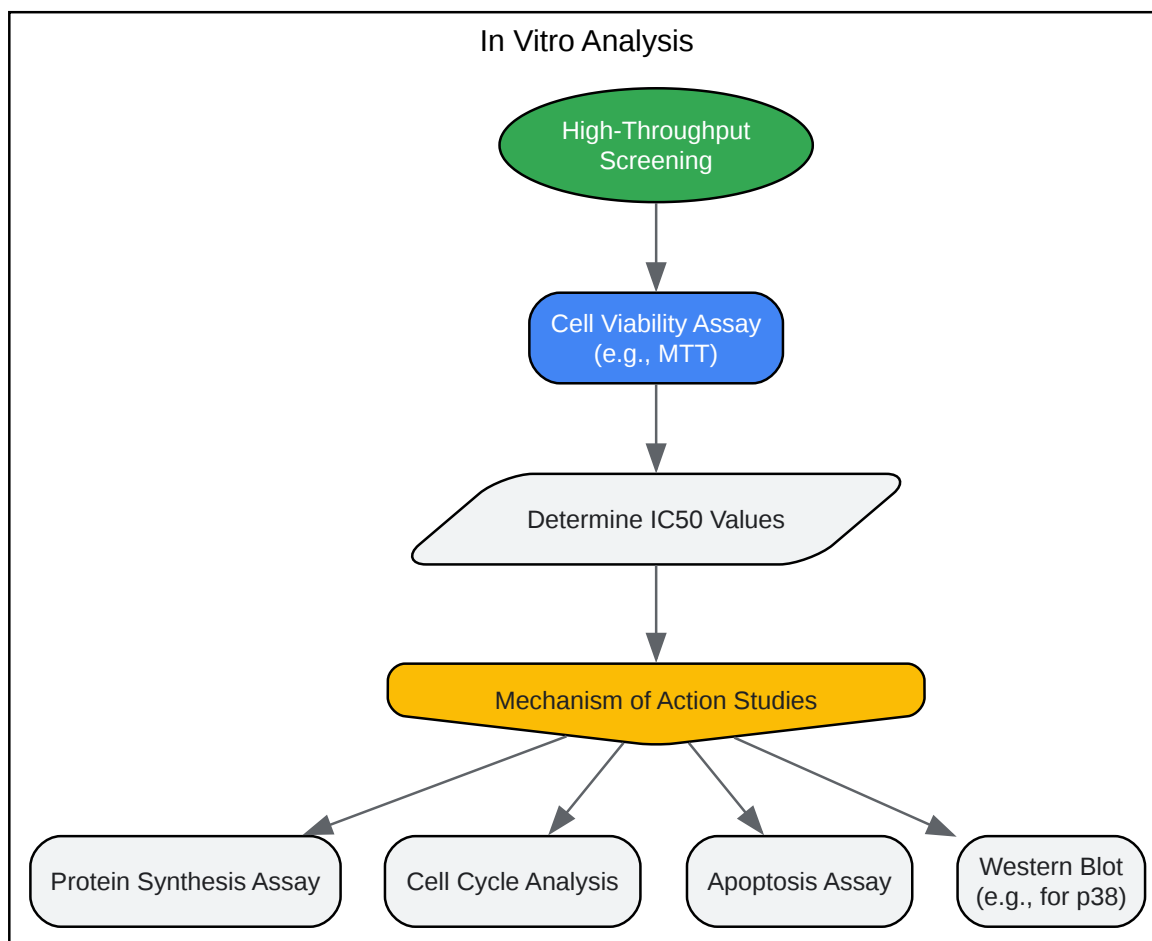 In Vitro Analysis
High-Throughput
Screening
Cell Viability Assay
(e.g., MTT)
Determine IC50 Values
Mechanism of Action Studies
Protein Synthesis Assay
Cell Cycle Analysis
Apoptosis Assay
Western Blot
(e.g., for p38)